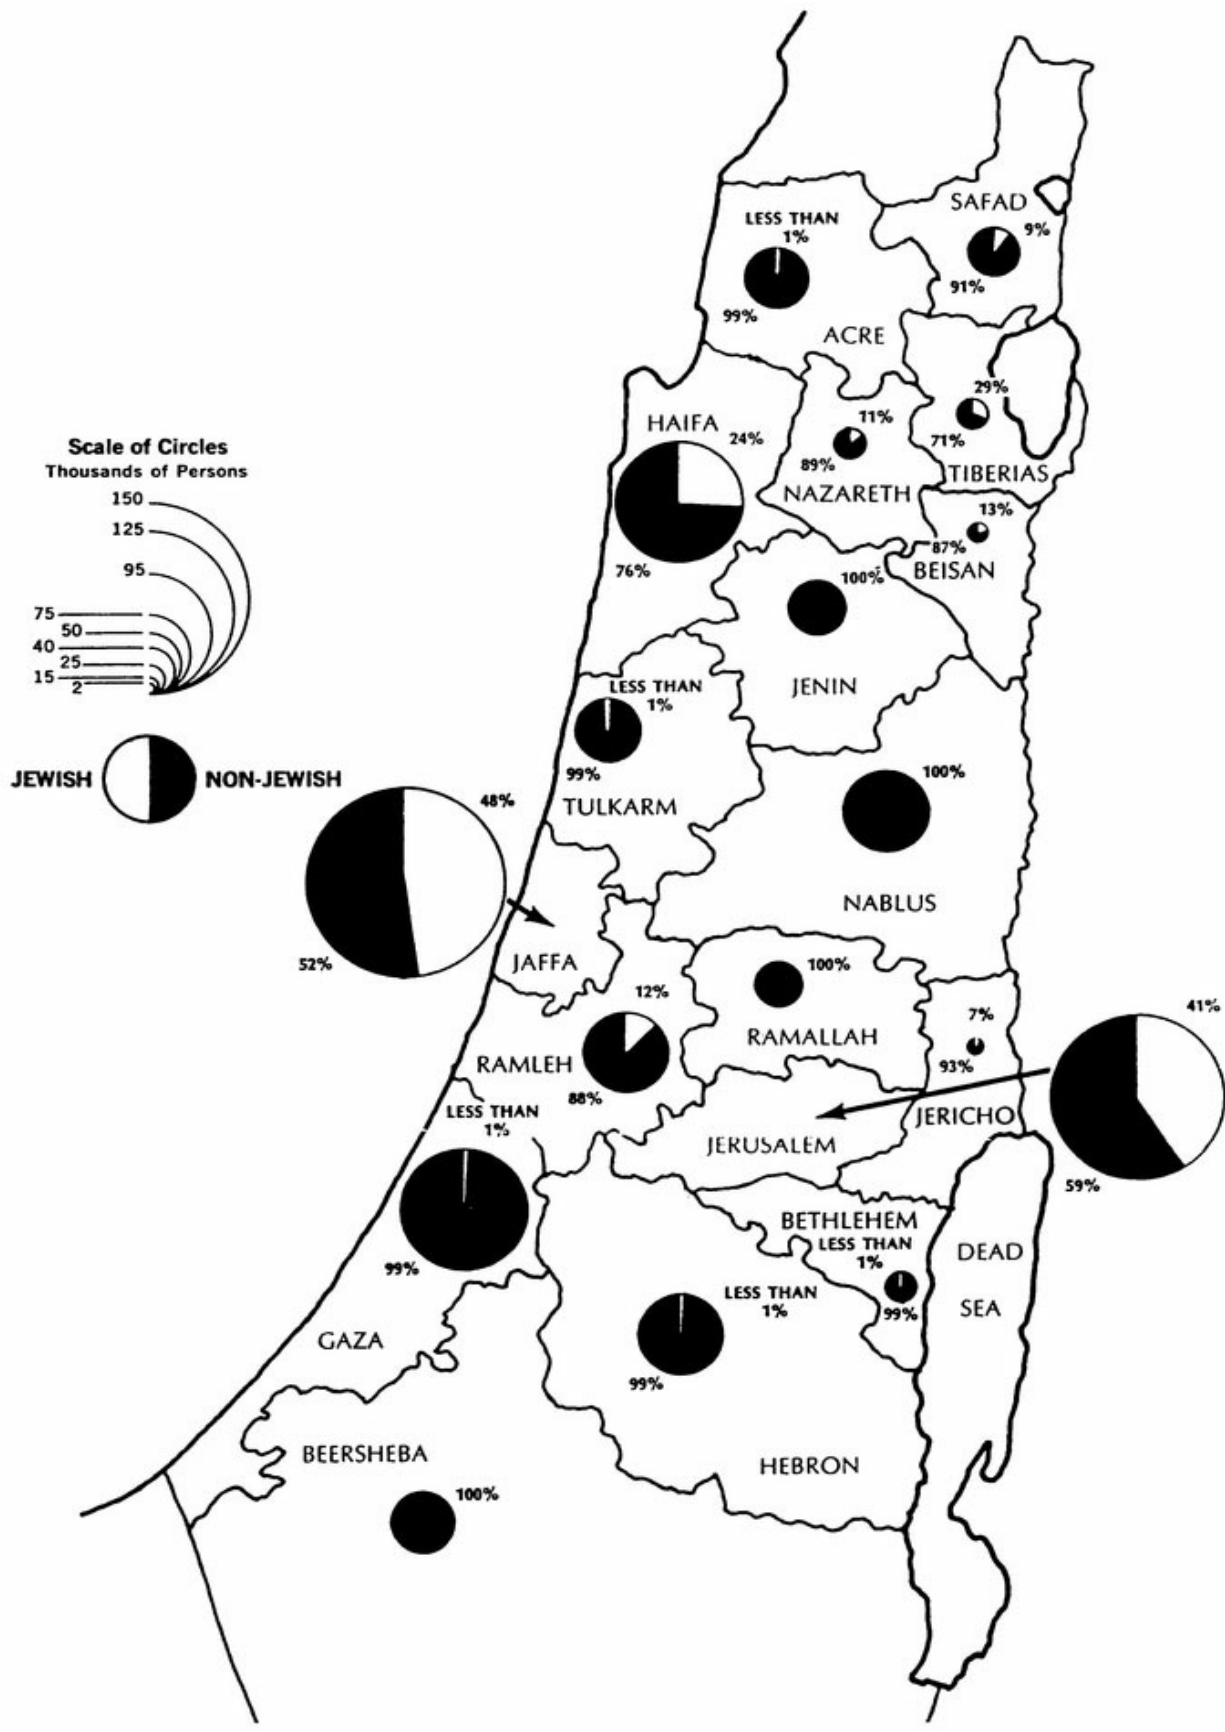 SAFAD
9%
91%
LESS THAN
1%
99%
ACRE
29%
71%
TIBERIAS
HAIFA
24%
76%
11%
89%
NAZARETH
13%
87%
BEISAN
Scale of Circles
Thousands of Persons
150
125
95
75
50
40
25
15
2
JEWISH
NON-JEWISH
100%
JENIN
LESS THAN
1%
99%
TULKARM
100%
NABLUS
48%
52%
JAFFA
100%
RAMALLAH
12%
RAMLEH
88%
7%
93%
JERICHO
41%
59%
JERUSALEM
LESS THAN
1%
99%
GAZA
BETHLEHEM
LESS THAN
1%
99%
DEAD
SEA
LESS THAN
1%
99%
HEBRON
BEERSHEBA
100%